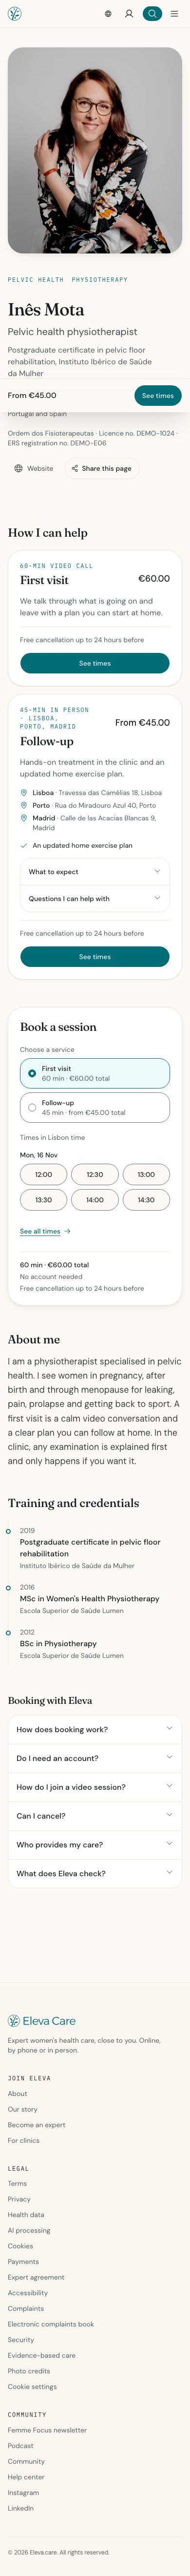 PELVIC HEALTH PHYSIOTHERAPY
Inês Mota
Pelvic health physiotherapist
Postgraduate certificate in pelvic floor
rehabilitation, Instituto Ibérico de Saúde
da Mulher
From €45.00
See times
Portugal and Spain
Ordem dos Fisioterapeutas · Licence no. DEMO-1024 ·
ERS registration no. DEMO-E06
Website
Share this page
How I can help
60-MIN VIDEO CALL
First visit
€60.00
We talk through what is going on and
leave with a plan you can start at home.
Free cancellation up to 24 hours before
See times
45-MIN IN PERSON
· LISBOA,
PORTO, MADRID
From €45.00
Follow-up
Hands-on treatment in the clinic and an
updated home exercise plan.
Lisboa · Travessa das Camélias 18, Lisboa
Porto · Rua do Miradouro Azul 40, Porto
Madrid · Calle de las Acacias Blancas 9,
Madrid
An updated home exercise plan
What to expect
Questions I can help with
Free cancellation up to 24 hours before
See times
Book a session
Choose a service
First visit
60 min · €60.00 total
Follow-up
45 min · from €45.00 total
Times in Lisbon time
Mon, 16 Nov
12:00
12:30
13:00
13:30
14:00
14:30
See all times
60 min · €60.00 total
No account needed
Free cancellation up to 24 hours before
About me
I am a physiotherapist specialised in pelvic
health. I see women in pregnancy, after
birth and through menopause for leaking,
pain, prolapse and getting back to sport. A
first visit is a calm video conversation and
a clear plan you can follow at home. In the
clinic, any examination is explained first
and only happens if you want it.
Training and credentials
2019
Postgraduate certificate in pelvic floor
rehabilitation
Instituto Ibérico de Saúde da Mulher
2016
MSc in Women's Health Physiotherapy
Escola Superior de Saúde Lumen
2012
BSc in Physiotherapy
Escola Superior de Saúde Lumen
Booking with Eleva
How does booking work?
Do I need an account?
How do I join a video session?
Can I cancel?
Who provides my care?
What does Eleva check?
Eleva Care
Expert women's health care, close to you. Online,
by phone or in person.
JOIN ELEVA
About
Our story
Become an expert
For clinics
LEGAL
Terms
Privacy
Health data
AI processing
Cookies
Payments
Expert agreement
Accessibility
Complaints
Electronic complaints book
Security
Evidence-based care
Photo credits
Cookie settings
COMMUNITY
Femme Focus newsletter
Podcast
Community
Help center
Instagram
LinkedIn
© 2026 Eleva.care. All rights reserved.